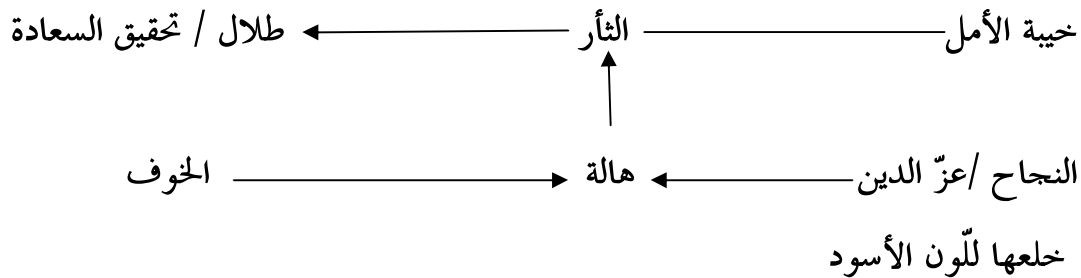 خيبة الأمل الثأر طلال / تحقيق السعادة
النجاح /عزّ الدين هالة الخوف
خلعها للّون الأسود